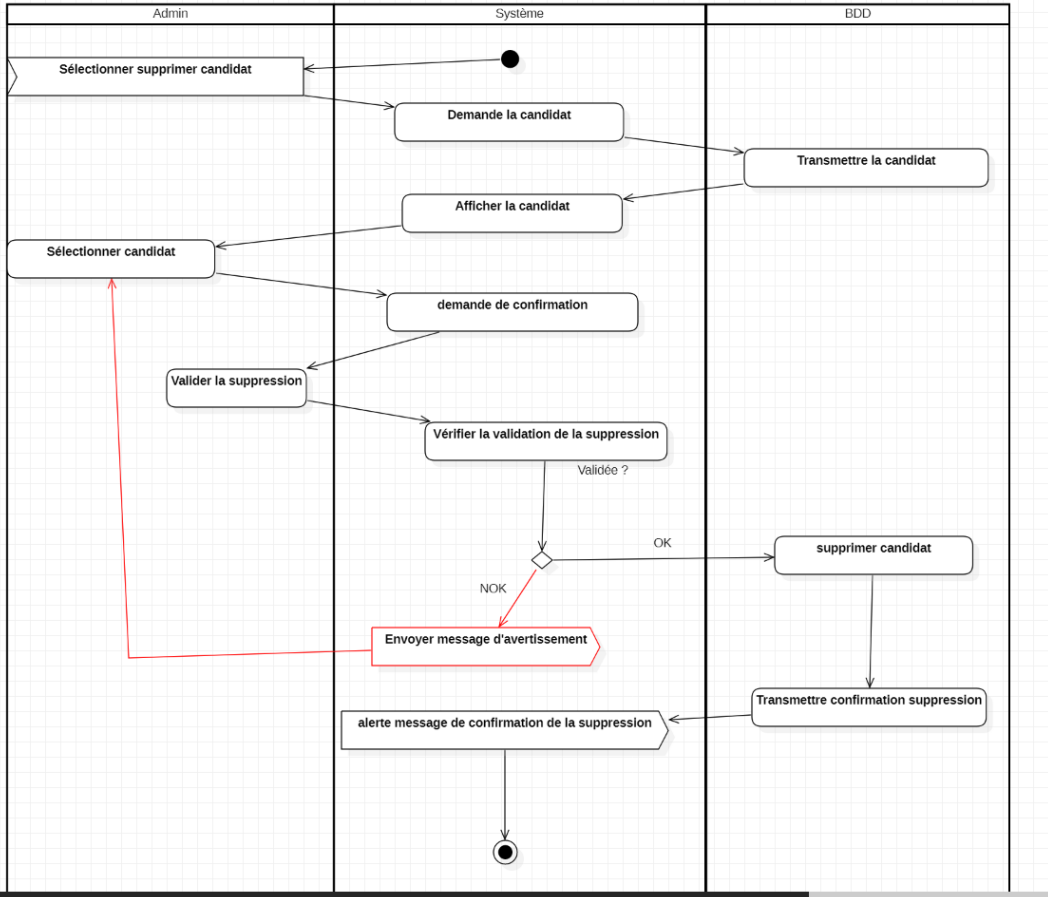 Admin
Système
BDD
Sélectionner supprimer candidat
Demande la candidat
Transmettre la candidat
Afficher la candidat
Sélectionner candidat
demande de confirmation
Valider la suppression
Vérifier la validation de la suppression
Validée ?
OK
supprimer candidat
NOK
Envoyer message d'avertissement
Transmettre confirmation suppression
alerte message de confirmation de la suppression